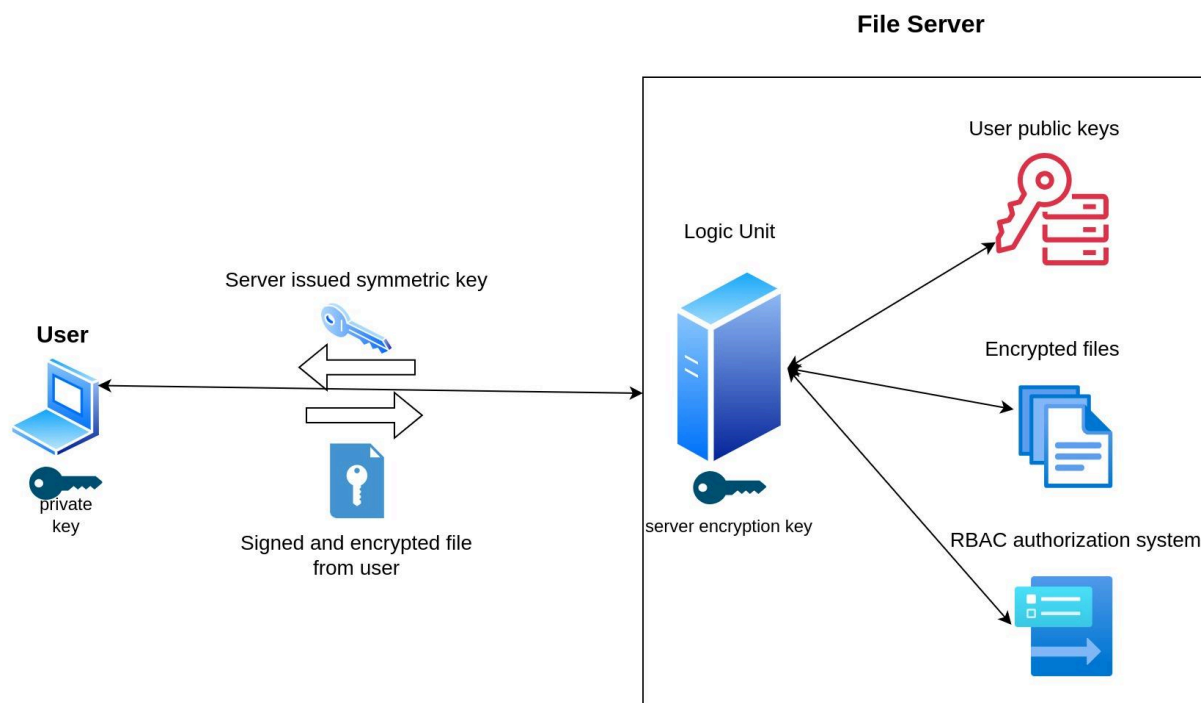 File Server
User public keys
Logic Unit
Server issued symmetric key
User
Encrypted files
private
key
server encryption key
Signed and encrypted file
from user
RBAC authorization system